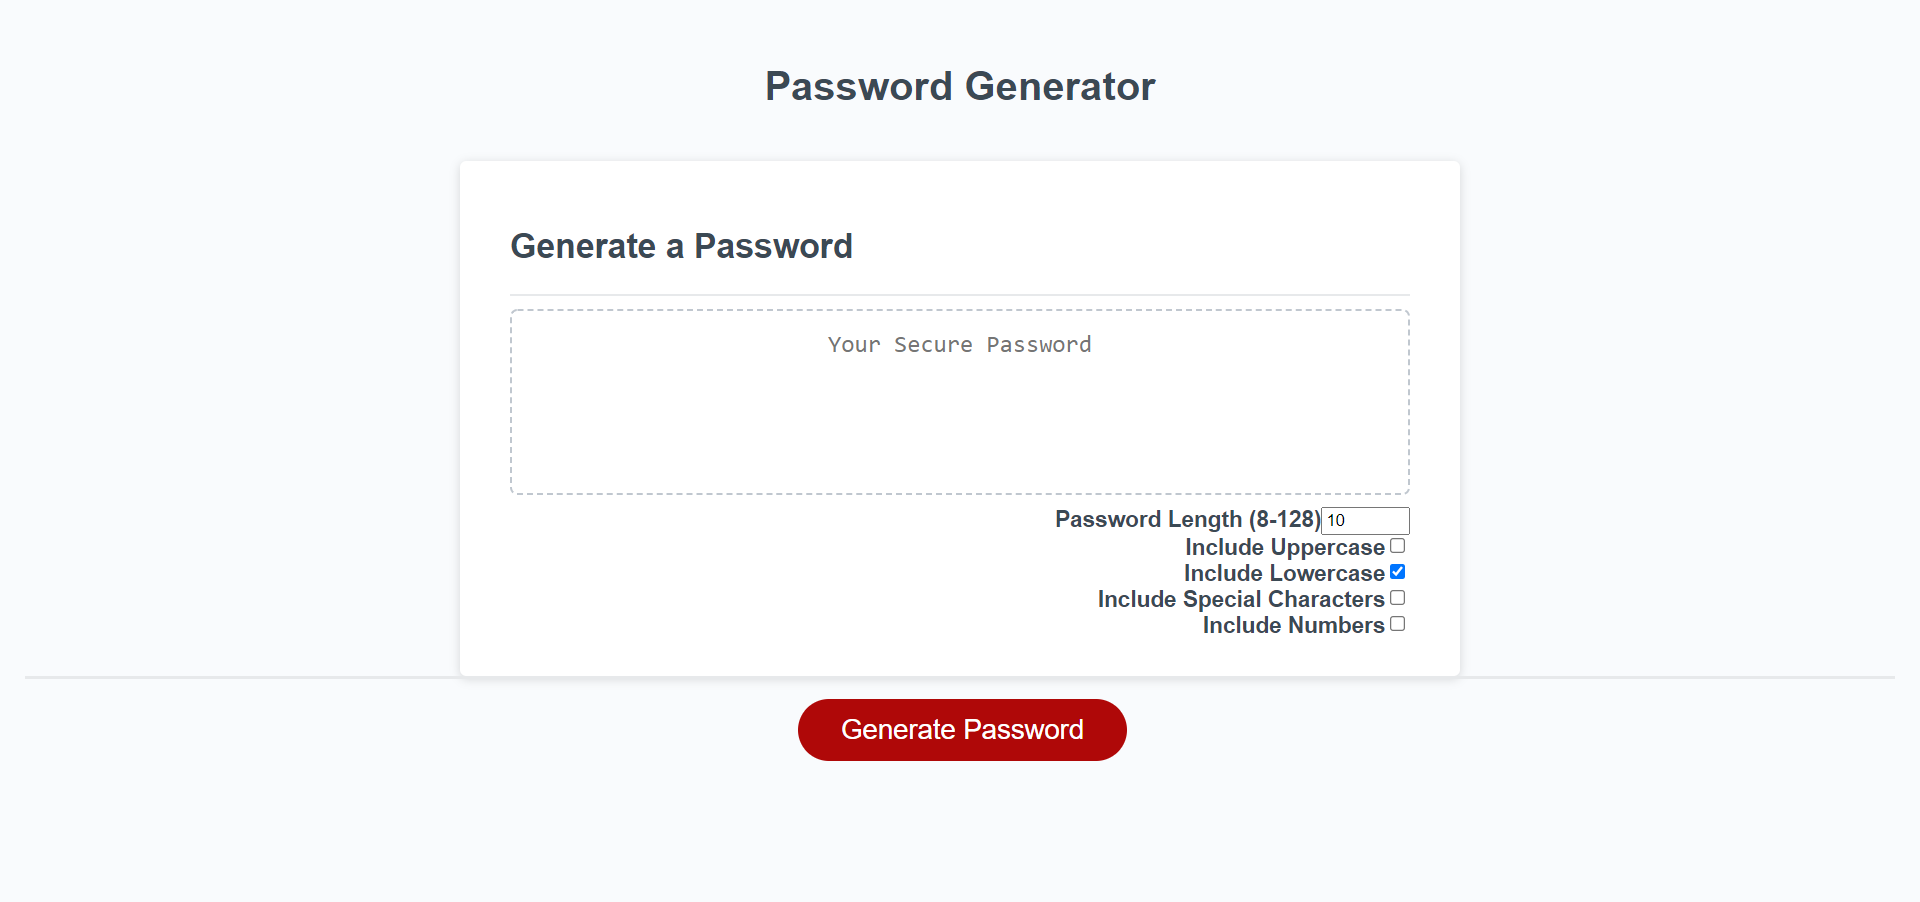 Password Generator
Generate a Password
Your Secure Password
Password Length (8-128) 10
Include Uppercase
Include Lowercase
Include Special Characters
Include Numbers
Generate Password